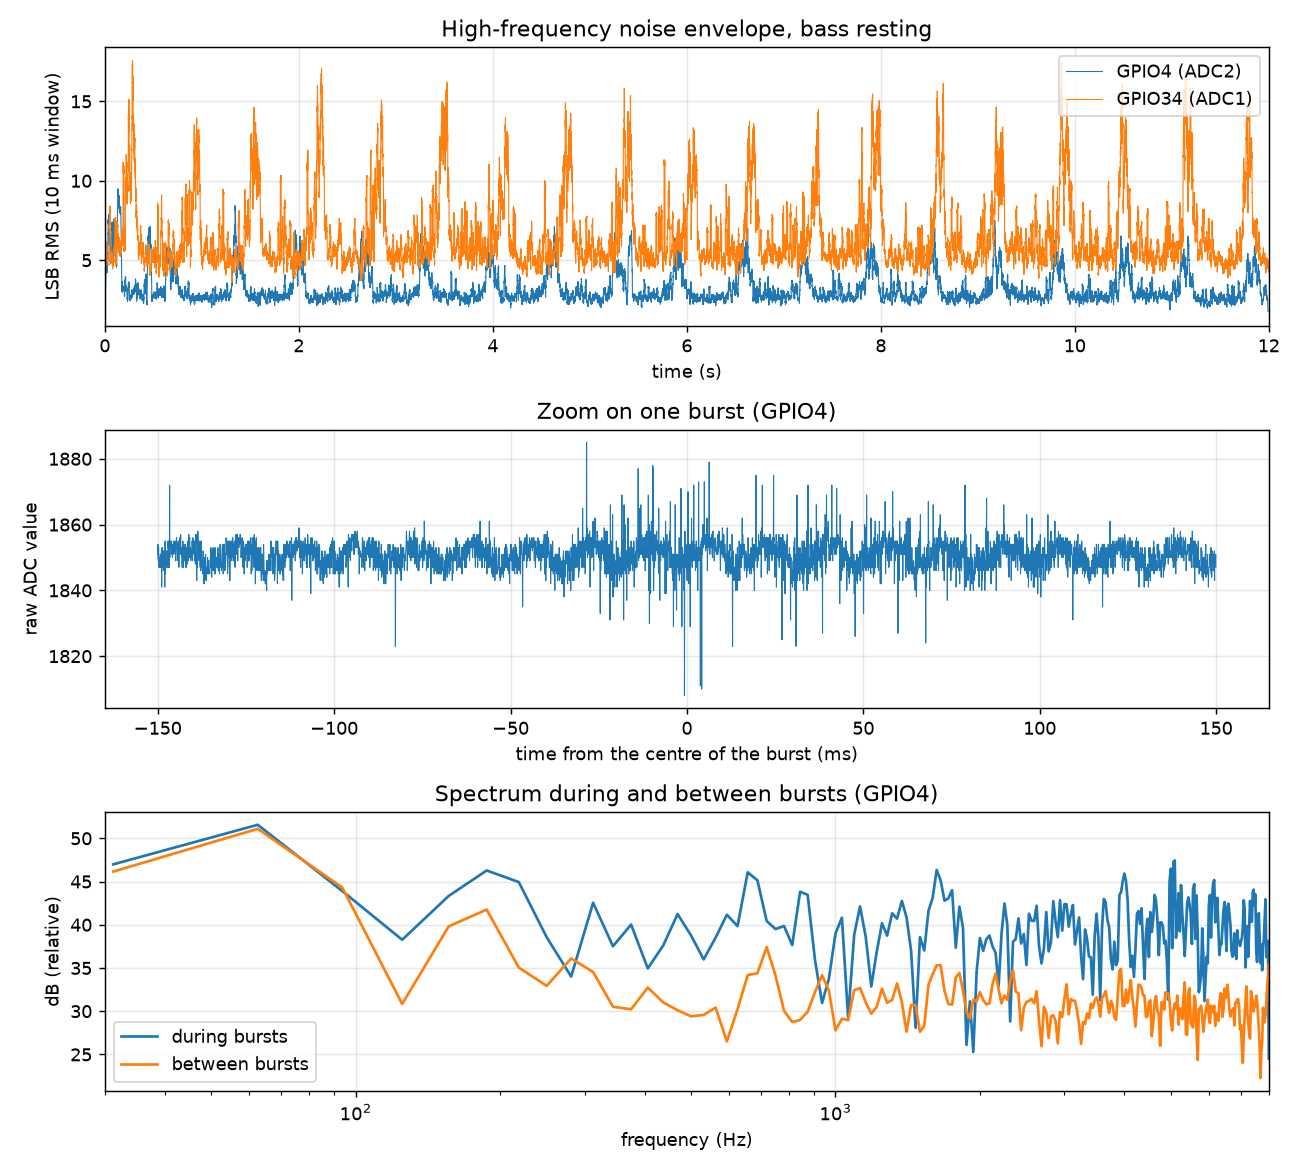 High-frequency noise envelope, bass resting
LSB RMS (10 ms window)
15
10
5
GPIO4 (ADC2)
GPIO34 (ADC1)
0 2 4 6 8 10 12
time (s)
Zoom on one burst (GPIO4)
raw ADC value
1880
1860
1840
1820
−150 −100 −50 0 50 100 150
time from the centre of the burst (ms)
Spectrum during and between bursts (GPIO4)
dB (relative)
50
45
40
35
30
25
during bursts
between bursts
10² 10³
frequency (Hz)